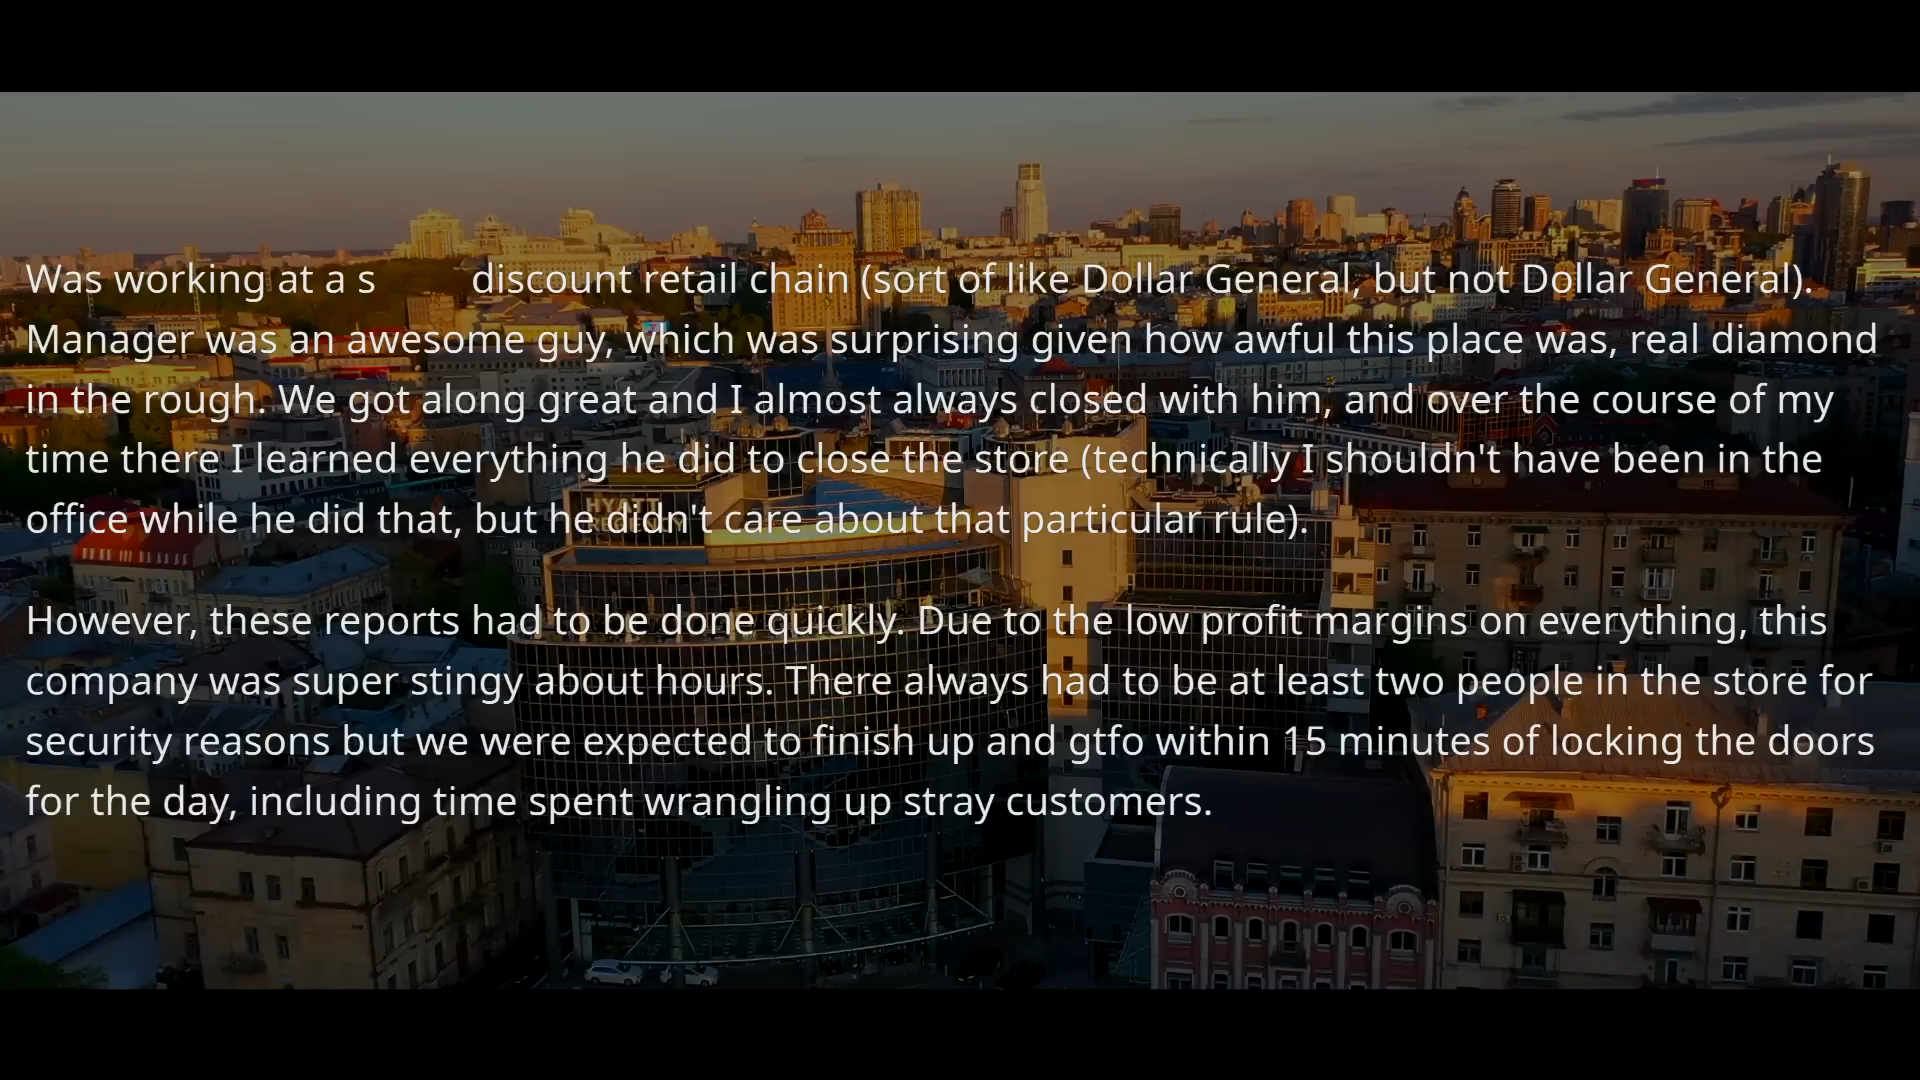 Was working at a s discount retail chain (sort of like Dollar General, but not Dollar General).
Manager was an awesome guy, which was surprising given how awful this place was, real diamond
in the rough. We got along great and I almost always closed with him, and over the course of my
time there I learned everything he did to close the store (technically I shouldn't have been in the
office while he did that, but he didn't care about that particular rule).
However, these reports had to be done quickly. Due to the low profit margins on everything, this
company was super stingy about hours. There always had to be at least two people in the store for
security reasons but we were expected to finish up and gtfo within 15 minutes of locking the doors
for the day, including time spent wrangling up stray customers.
HYATT
REGENCY